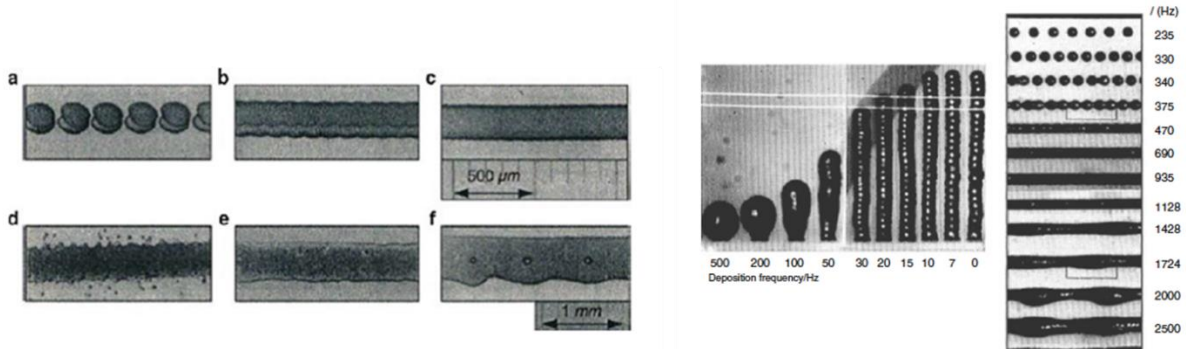 a
b
c
500 µm
d
e
f
1 mm
500 200 100 50 30 20 15 10 7 0
Deposition frequency/Hz
/ (Hz)
235
330
340
375
470
690
935
1128
1428
1724
2000
2500